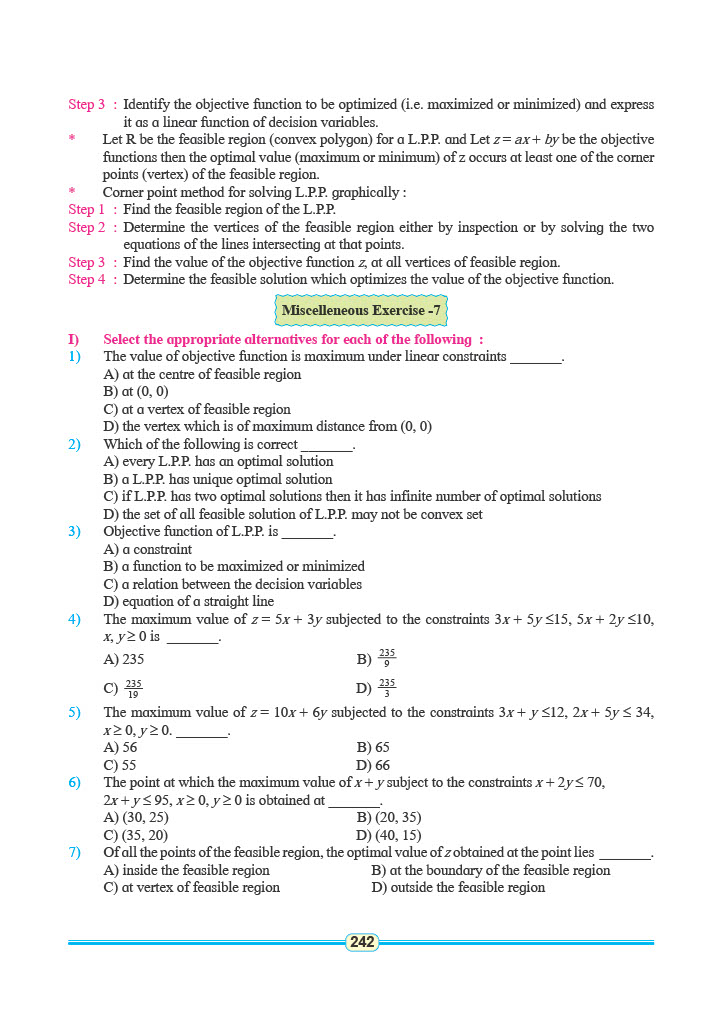 Step 3 : Identify the objective function to be optimized (i.e. maximized or minimized) and express
it as a linear function of decision variables.
* Let R be the feasible region (convex polygon) for a L.P.P. and Let z = ax + by be the objective
functions then the optimal value (maximum or minimum) of z occurs at least one of the corner
points (vertex) of the feasible region.
* Corner point method for solving L.P.P. graphically :
Step 1 : Find the feasible region of the L.P.P.
Step 2 : Determine the vertices of the feasible region either by inspection or by solving the two
equations of the lines intersecting at that points.
Step 3 : Find the value of the objective function z, at all vertices of feasible region.
Step 4 : Determine the feasible solution which optimizes the value of the objective function.
Miscelleneous Exercise -7
I) Select the appropriate alternatives for each of the following :
1) The value of objective function is maximum under linear constraints _______.
A) at the centre of feasible region
B) at (0, 0)
C) at a vertex of feasible region
D) the vertex which is of maximum distance from (0, 0)
2) Which of the following is correct _______.
A) every L.P.P. has an optimal solution
B) a L.P.P. has unique optimal solution
C) if L.P.P. has two optimal solutions then it has infinite number of optimal solutions
D) the set of all feasible solution of L.P.P. may not be convex set
3) Objective function of L.P.P. is _______.
A) a constraint
B) a function to be maximized or minimized
C) a relation between the decision variables
D) equation of a straight line
4) The maximum value of z = 5x + 3y subjected to the constraints 3x + 5y ≤15, 5x + 2y ≤10,
x, y ≥ 0 is _______.
A) 235 B) 235/9
C) 235/19 D) 235/3
5) The maximum value of z = 10x + 6y subjected to the constraints 3x + y ≤12, 2x + 5y ≤ 34,
x ≥ 0, y ≥ 0. _______.
A) 56 B) 65
C) 55 D) 66
6) The point at which the maximum value of x + y subject to the constraints x + 2y ≤ 70,
2x + y ≤ 95, x ≥ 0, y ≥ 0 is obtained at _______.
A) (30, 25) B) (20, 35)
C) (35, 20) D) (40, 15)
7) Of all the points of the feasible region, the optimal value of z obtained at the point lies _______.
A) inside the feasible region B) at the boundary of the feasible region
C) at vertex of feasible region D) outside the feasible region
242